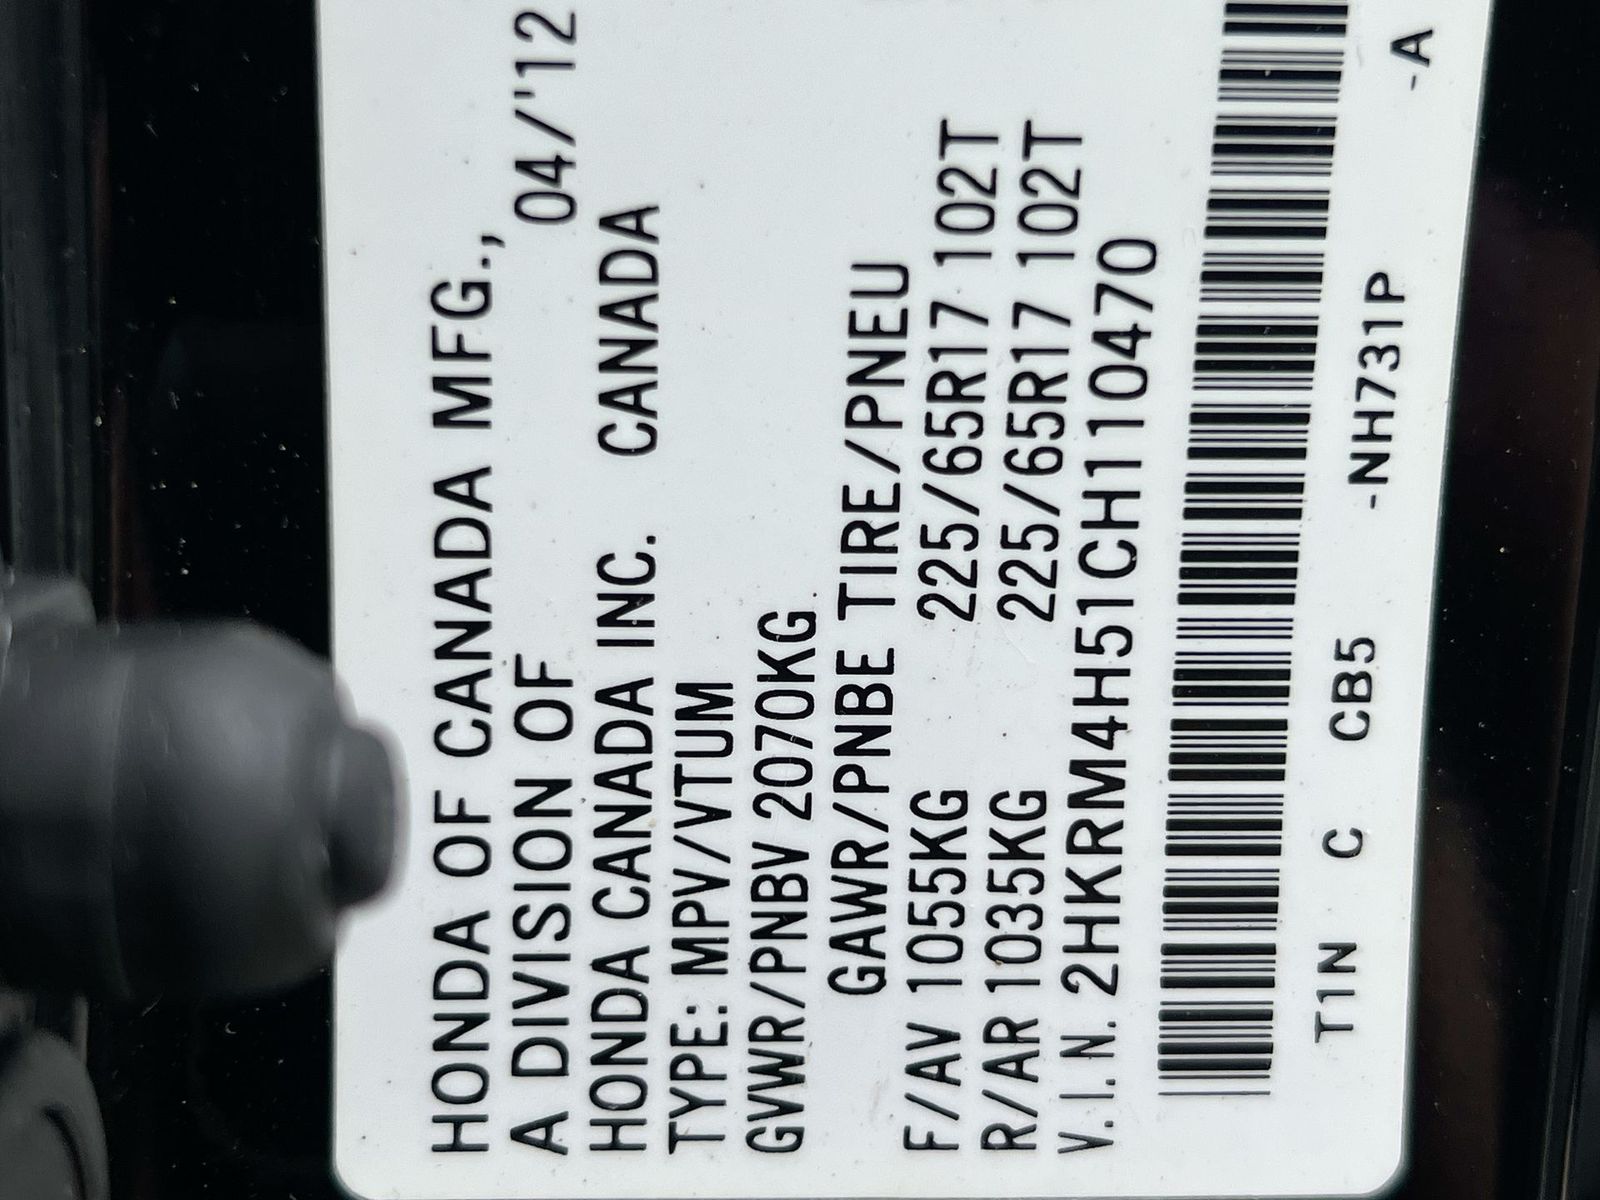 HONDA OF CANADA MFG.,
A DIVISION OF 04/'12
HONDA CANADA INC. CANADA
TYPE: MPV/VTUM
GVWR/PNBV 2070KG
GAWR/PNBE TIRE/PNEU
F/AV 1055KG 225/65R17 102T
R/AR 1035KG 225/65R17 102T
V.I.N. 2HKRM4H51CH110470
T1N C CB5 -NH731P -A